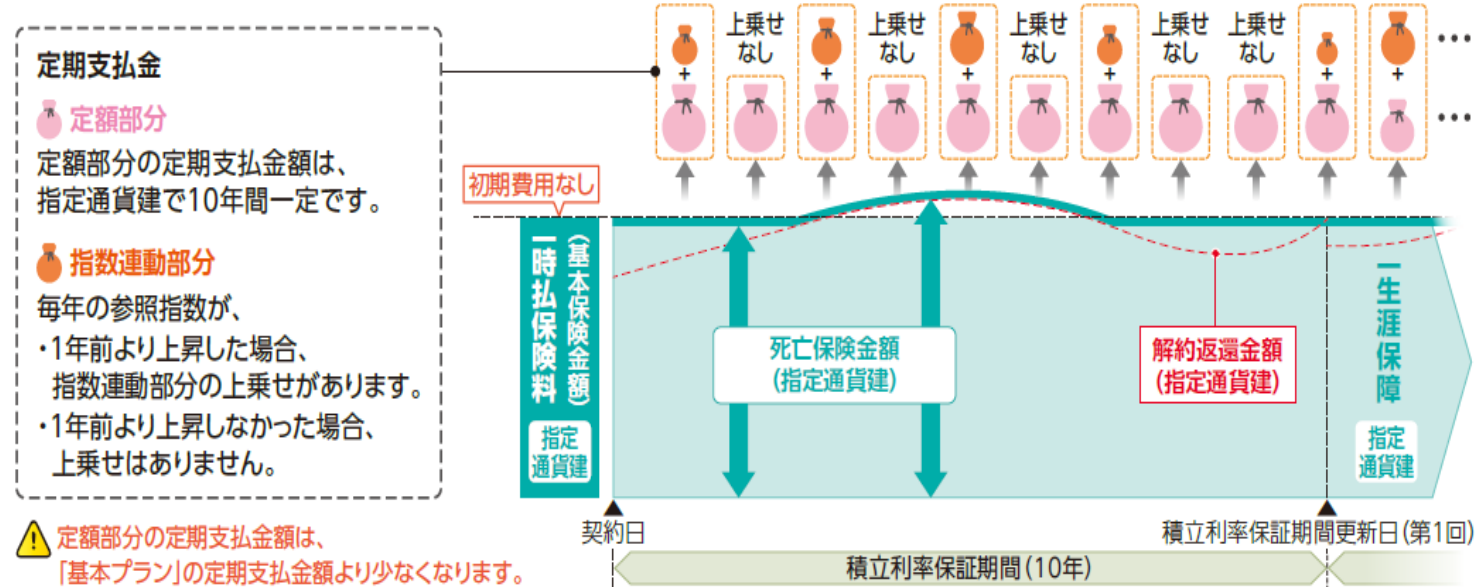 定期支払金
定額部分
定額部分の定期支払金額は、
指定通貨建で10年間一定です。
指数連動部分
毎年の参照指数が、
・1年前より上昇した場合、
指数連動部分の上乗せがあります。
・1年前より上昇しなかった場合、
上乗せはありません。
定額部分の定期支払金額は、
「基本プラン」の定期支払金額より少なくなります。
+
上乗せ
なし
+
上乗せ
なし
+
上乗せ
なし
+
上乗せ
なし
上乗せ
なし
+
+
…
…
初期費用なし
一時払保険料
(基本保険金額)
指定
通貨建
死亡保険金額
(指定通貨建)
解約返還金額
(指定通貨建)
一生涯保障
指定
通貨建
契約日
積立利率保証期間更新日(第1回)
積立利率保証期間(10年)